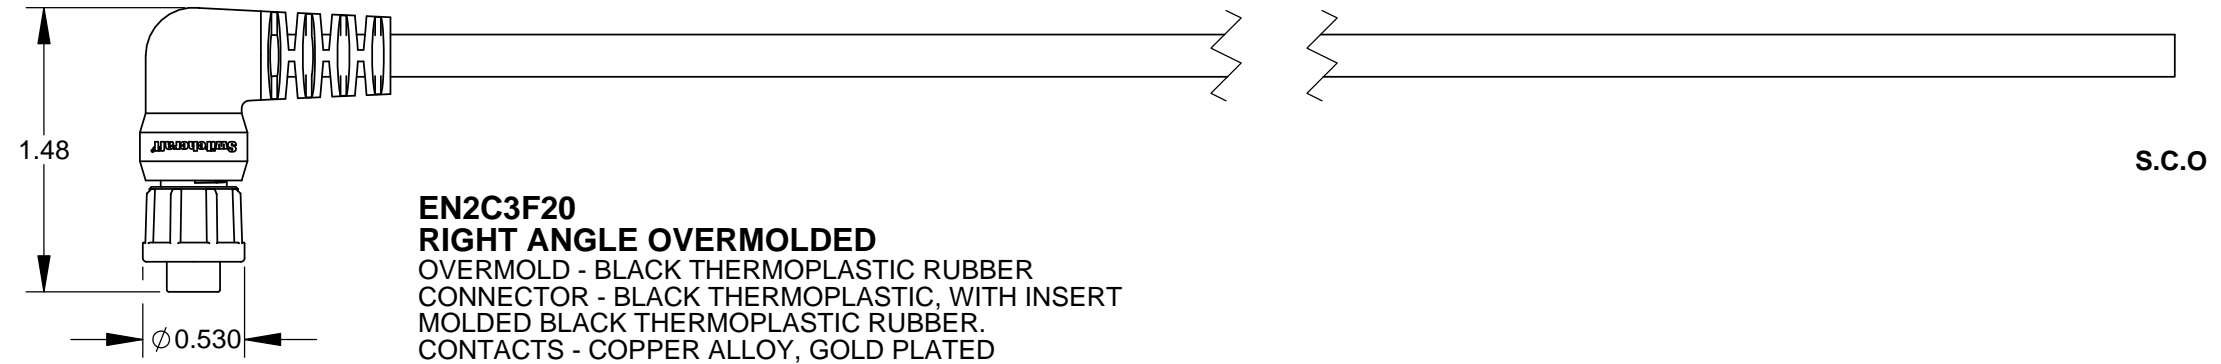 1.48
Switchcraft®
S.C.O
EN2C3F20
RIGHT ANGLE OVERMOLDED
OVERMOLD - BLACK THERMOPLASTIC RUBBER
CONNECTOR - BLACK THERMOPLASTIC, WITH INSERT
MOLDED BLACK THERMOPLASTIC RUBBER.
CONTACTS - COPPER ALLOY, GOLD PLATED
∅0.530